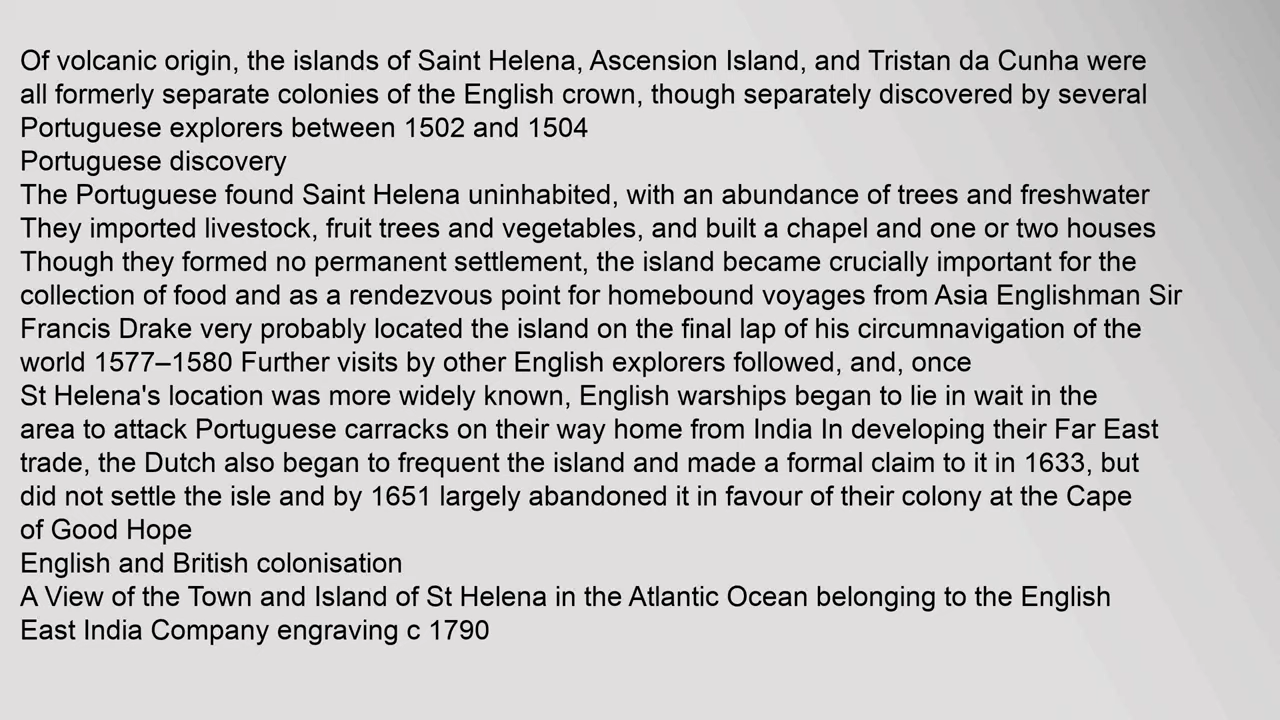 Of volcanic origin, the islands of Saint Helena, Ascension Island, and Tristan da Cunha were
all formerly separate colonies of the English crown, though separately discovered by several
Portuguese explorers between 1502 and 1504
Portuguese discovery
The Portuguese found Saint Helena uninhabited, with an abundance of trees and freshwater
They imported livestock, fruit trees and vegetables, and built a chapel and one or two houses
Though they formed no permanent settlement, the island became crucially important for the
collection of food and as a rendezvous point for homebound voyages from Asia Englishman Sir
Francis Drake very probably located the island on the final lap of his circumnavigation of the
world 1577–1580 Further visits by other English explorers followed, and, once
St Helena's location was more widely known, English warships began to lie in wait in the
area to attack Portuguese carracks on their way home from India In developing their Far East
trade, the Dutch also began to frequent the island and made a formal claim to it in 1633, but
did not settle the isle and by 1651 largely abandoned it in favour of their colony at the Cape
of Good Hope
English and British colonisation
A View of the Town and Island of St Helena in the Atlantic Ocean belonging to the English
East India Company engraving c 1790